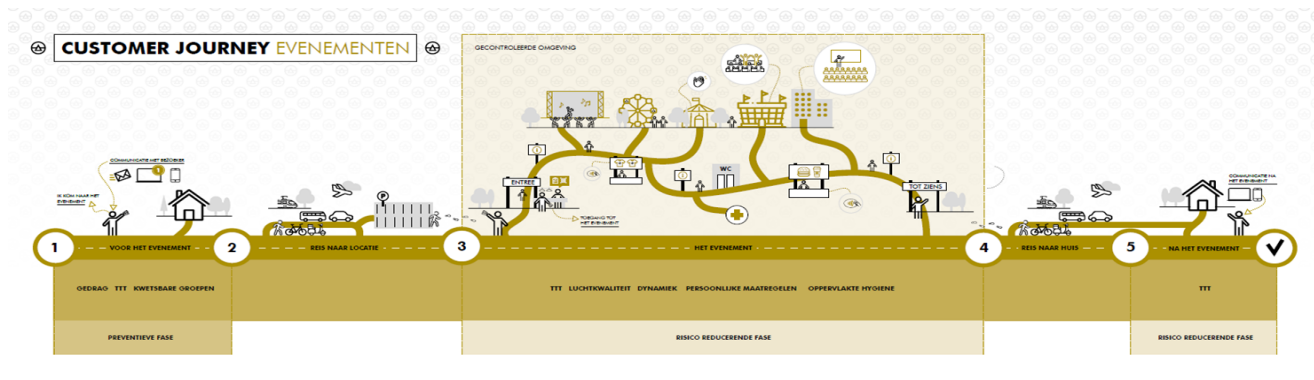 CUSTOMER JOURNEY EVENEMENTEN
GECONTROLEERDE OMGEVING
COMMUNICATIE MET BEZOEKER
1
IK KOM NAAR HET
EVENEMENT
P
ENTREE
TOEGANG TOT
HET EVENEMENT
WC
TOT ZIENS
COMMUNICATIE NA
HET EVENEMENT
1 VOOR HET EVENEMENT 2 REIS NAAR LOCATIE 3 HET EVENEMENT 4 REIS NAAR HUIS 5 NA HET EVENEMENT
GEDRAG TTT KWETSBARE GROEPEN
TTT LUCHTKWALITEIT DYNAMIEK PERSOONLIJKE MAATREGELEN OPPERVLAKTE HYGIENE
TTT
PREVENTIEVE FASE
RISICO REDUCERENDE FASE
RISICO REDUCERENDE FASE